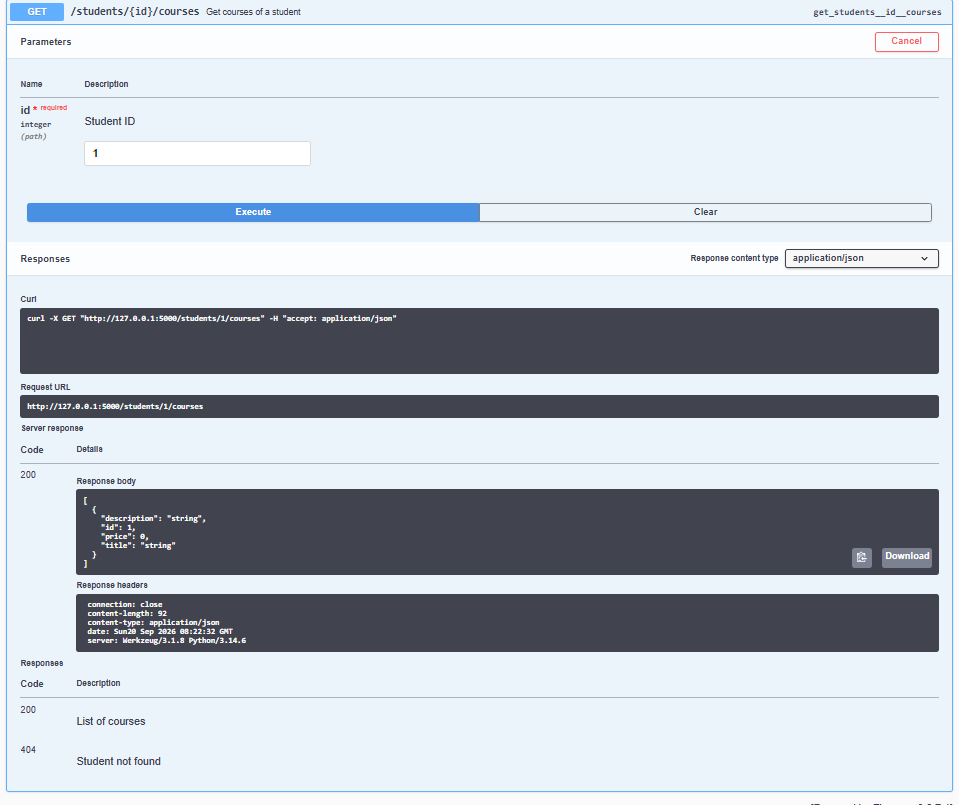 GET /students/{id}/courses Get courses of a student get_students__id__courses
Parameters Cancel
Name Description
id * required
integer
(path)
Student ID
1
Execute Clear
Responses Response content type application/json
Curl
curl -X GET "http://127.0.0.1:5000/students/1/courses" -H "accept: application/json"
Request URL
http://127.0.0.1:5000/students/1/courses
Server response
Code Details
200
Response body
[
  {
    "description": "string",
    "id": 1,
    "price": 0,
    "title": "string"
  }
]
Download
Response headers
connection: close
content-length: 92
content-type: application/json
date: Sun20 Sep 2026 08:22:32 GMT
server: Werkzeug/3.1.8 Python/3.14.6
Responses
Code Description
200
List of courses
404
Student not found